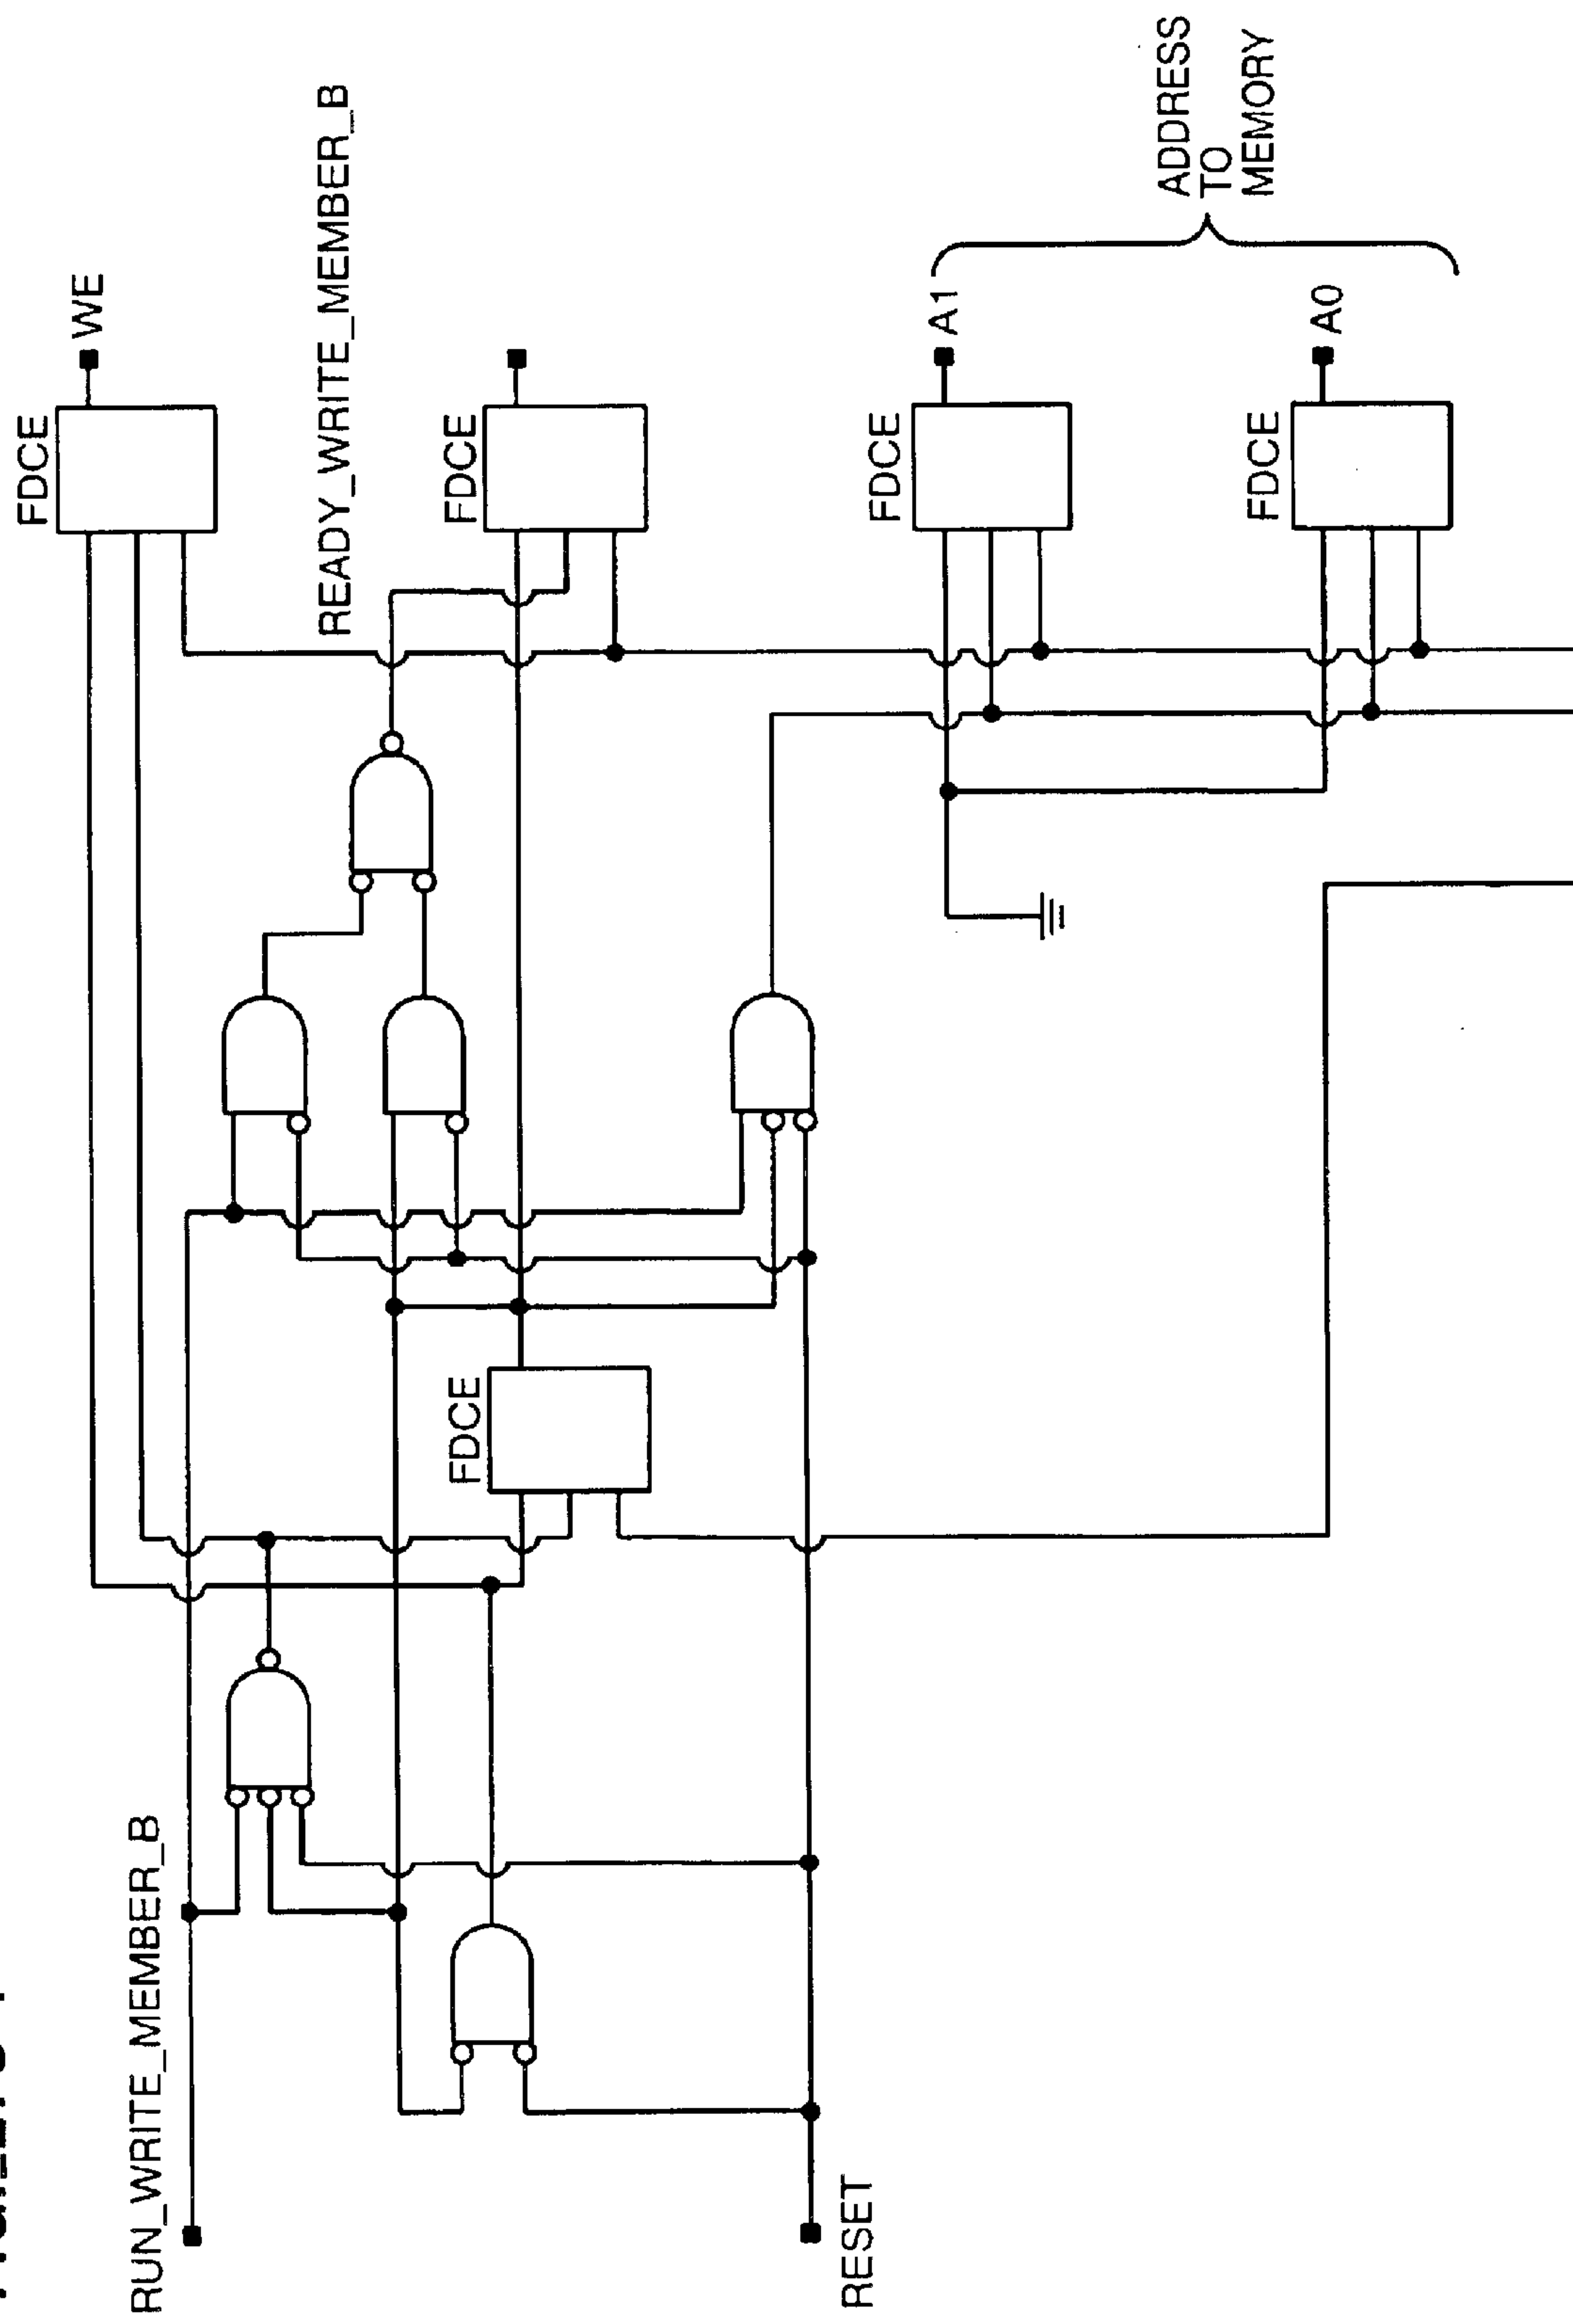 RUN_WRITE_MEMBER_B
RESET
FDCE
FDCE
WE
READY_WRITE_MEMBER_B
FDCE
FDCE
A1
FDCE
A0
ADDRESS
TO
MEMORY